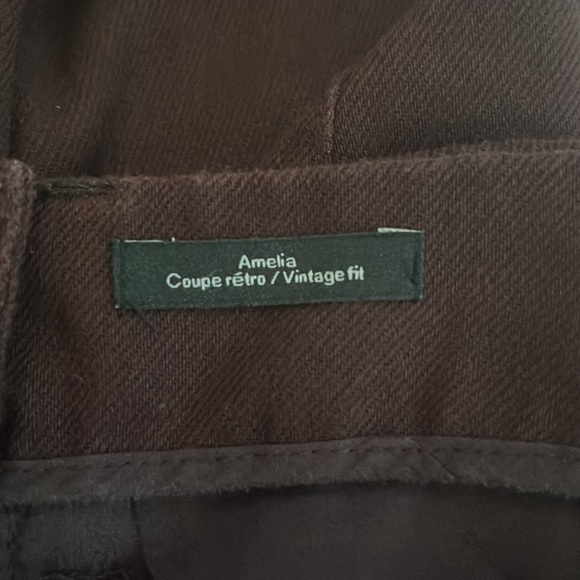 Amelia
Coupe rétro / Vintage fit